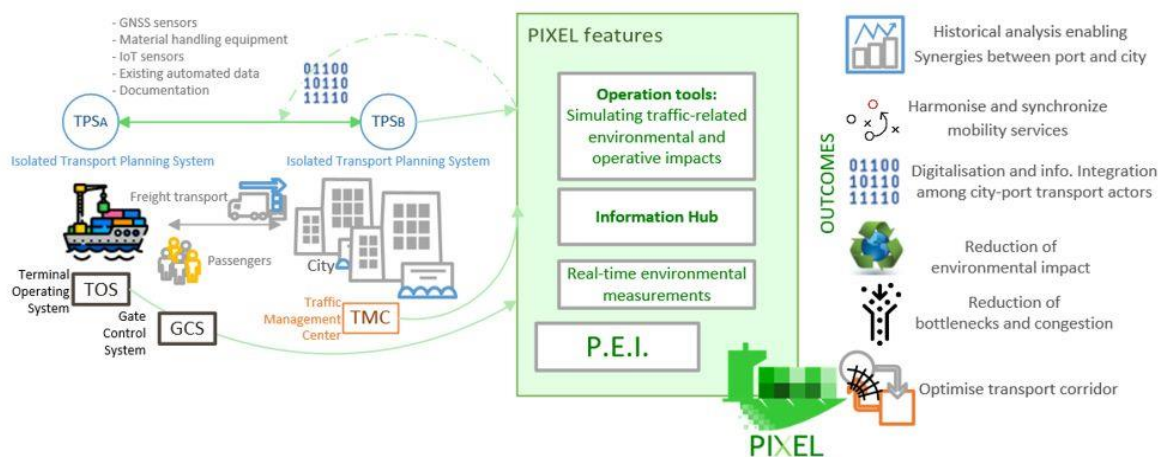 - GNSS sensors
- Material handling equipment
- IoT sensors
- Existing automated data
- Documentation
01100
10110
11110
TPSA
TPSB
Isolated Transport Planning System
Isolated Transport Planning System
Freight transport
Passengers
City
Terminal
Operating
System
TOS
Gate
Control
System
GCS
Traffic
Management
Center
TMC
PIXEL features
Operation tools:
Simulating traffic-related
environmental and
operative impacts
Information Hub
Real-time environmental
measurements
P.E.I.
PIXEL
OUTCOMES
Historical analysis enabling
Synergies between port and city
Harmonise and synchronize
mobility services
01100
10110
11110
Digitalisation and info. Integration
among city-port transport actors
Reduction of
environmental impact
Reduction of
bottlenecks and congestion
Optimise transport corridor